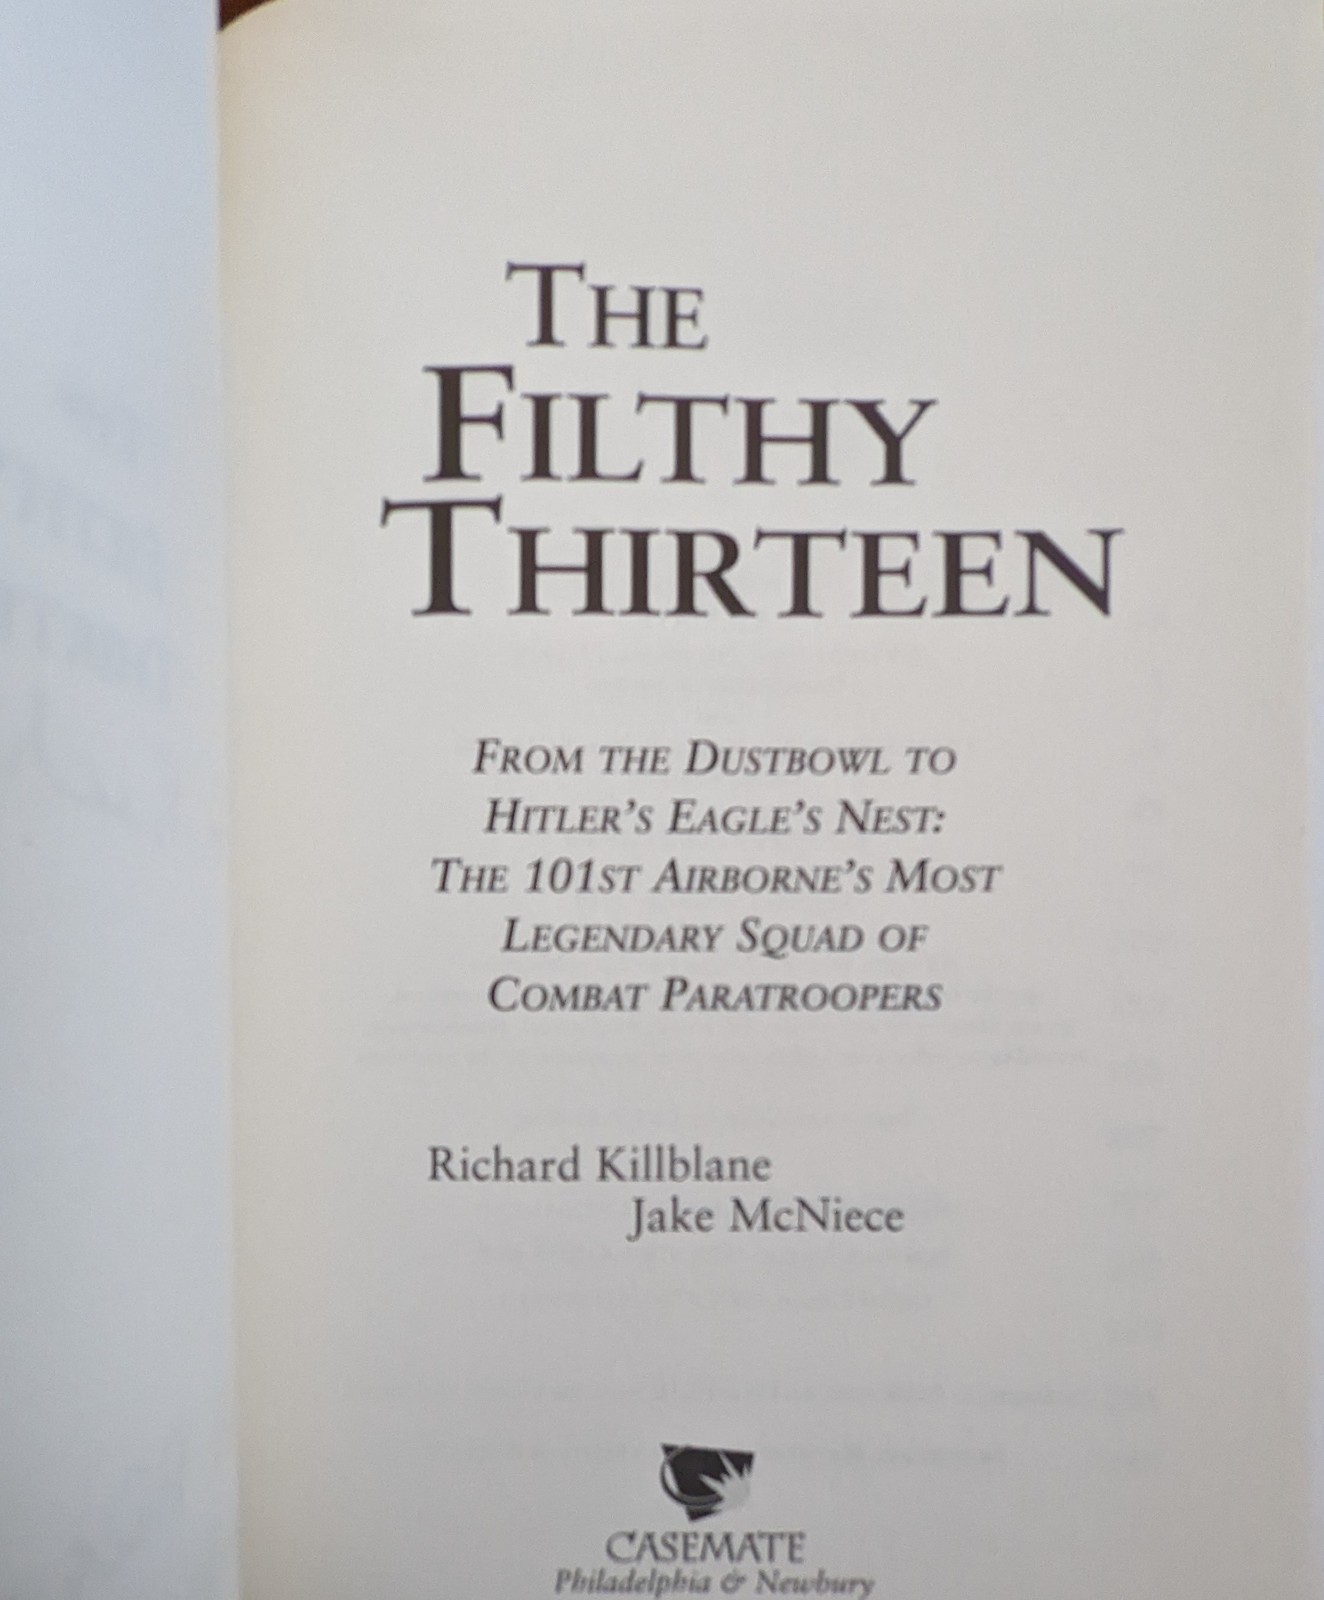 THE
FILTHY
THIRTEEN
FROM THE DUSTBOWL TO
HITLER'S EAGLE'S NEST:
THE 101ST AIRBORNE'S MOST
LEGENDARY SQUAD OF
COMBAT PARATROOPERS
Richard Killblane
Jake McNiece
CASEMATE
Philadelphia & Newbury